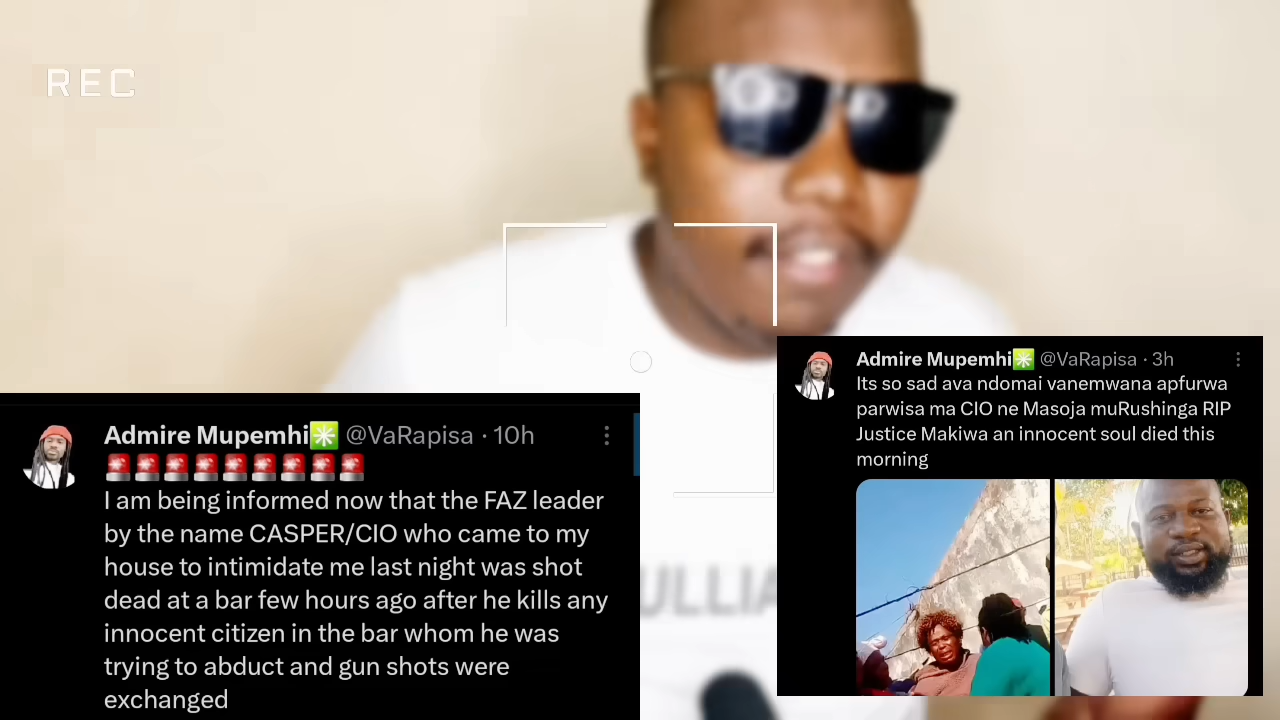 REC
Admire Mupemhi✳️ @VaRapisa · 10h
🚨🚨🚨🚨🚨🚨🚨🚨🚨
I am being informed now that the FAZ leader
by the name CASPER/CIO who came to my
house to intimidate me last night was shot
dead at a bar few hours ago after he kills any
innocent citizen in the bar whom he was
trying to abduct and gun shots were
exchanged
Admire Mupemhi✳️ @VaRapisa · 3h
Its so sad ava ndomai vanemwana apfurwa
parwisa ma CIO ne Masoja muRushinga RIP
Justice Makiwa an innocent soul died this
morning